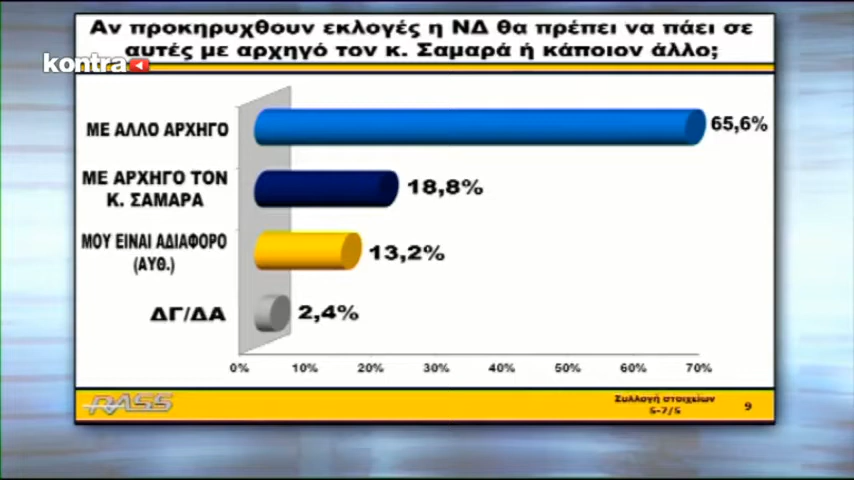 Αν προκηρυχθουν εκλογές η ΝΔ θα πρέπει να πάει σε
αυτές με αρχηγό τον κ. Σαμαρά ή κάποιον άλλο;
kontra
ΜΕ ΑΛΛΟ ΑΡΧΗΓΟ
65,6%
ΜΕ ΑΡΧΗΓΟ ΤΟΝ
Κ. ΣΑΜΑΡΑ
18,8%
ΜΟΥ ΕΙΝΑΙ ΑΔΙΑΦΟΡΟ
(ΑΥΘ.)
13,2%
ΔΓ/ΔΑ
2,4%
0% 10% 20% 30% 40% 50% 60% 70%
RASS
Συλλογή στοιχείων
5-7/5
9